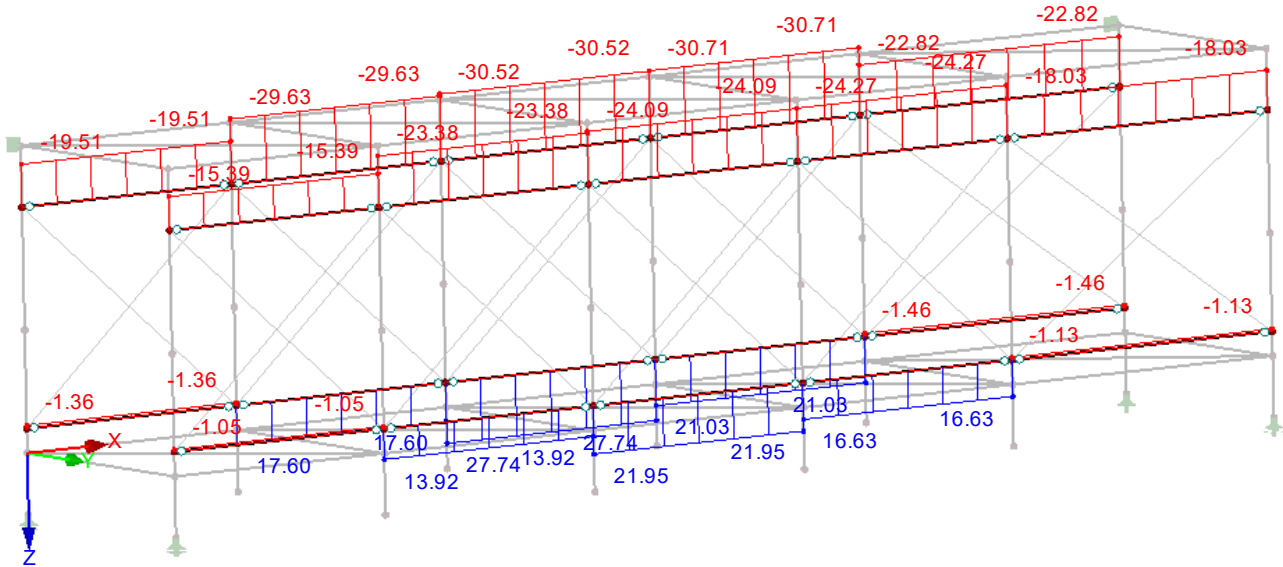 -22.82
-30.71
-30.52 -30.71 -22.82 -18.03
-29.63 -30.52 -24.27
-29.63 -24.09 -24.27 -18.03
-19.51 -23.38 -24.09
-19.51 -15.39 -23.38
-15.39
-1.46
-1.46 -1.13
-1.36 -1.13
-1.36 -1.05
-1.05 21.03
17.60 27.74 21.03 16.63
X
Y
17.60 27.74 13.92 21.95 16.63
13.92 21.95
Z